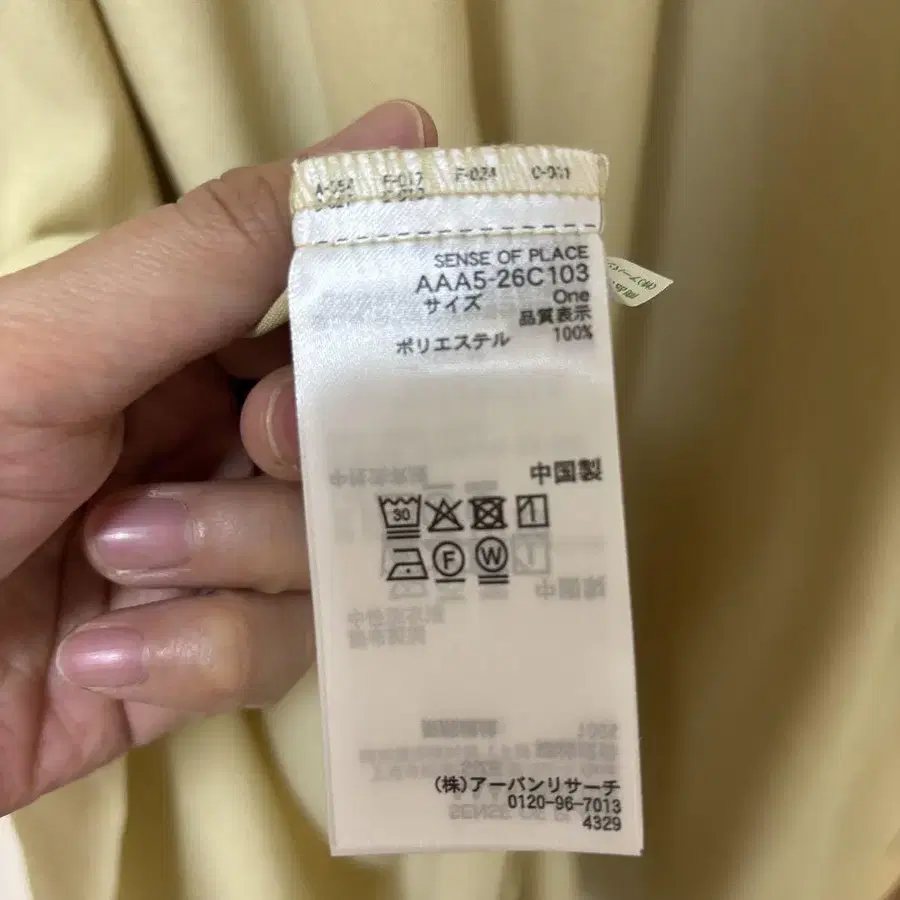 SENSE OF PLACE
AAA5-26C103
サイズ One
品質表示
ポリエステル 100%
中国製
30
F W
(株)アーバンリサーチ
0120-96-7013
4329